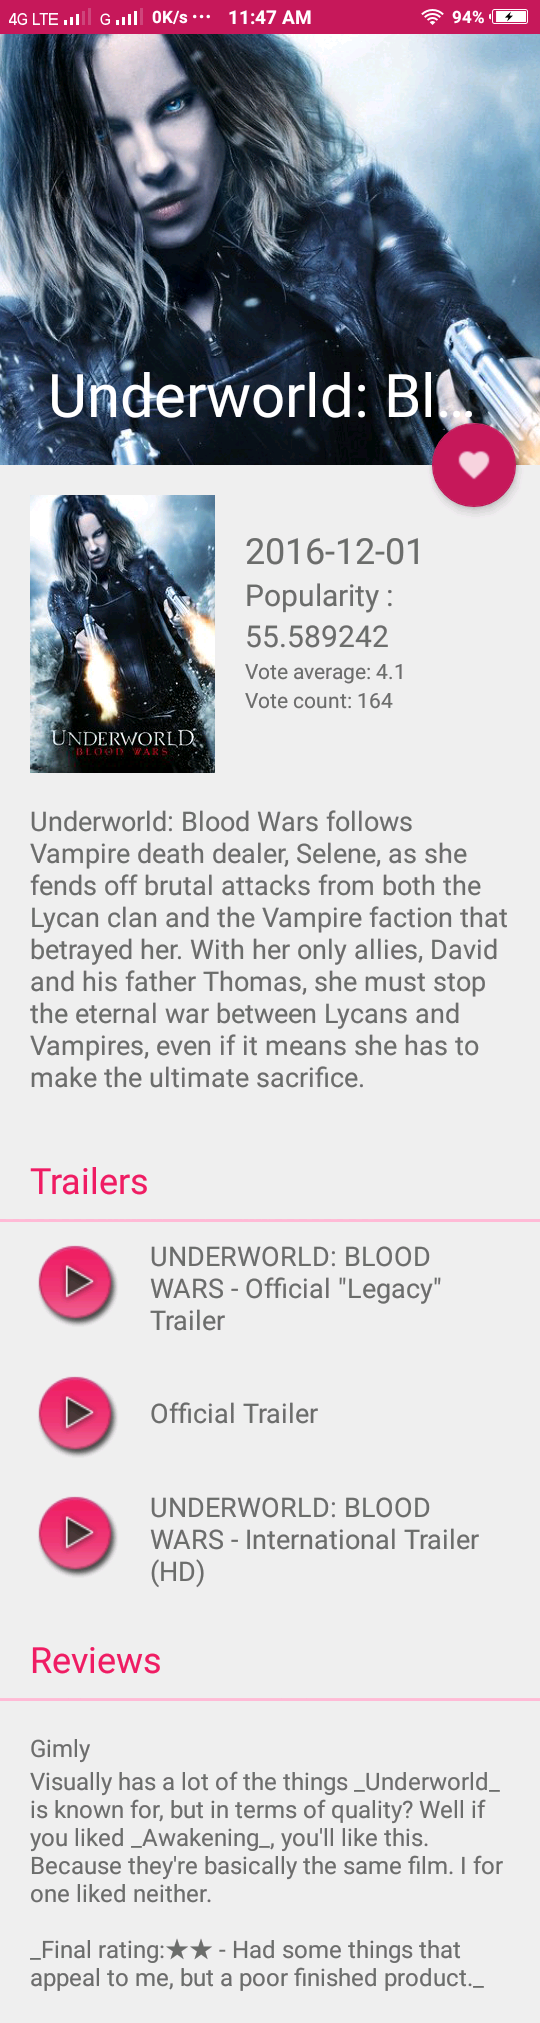 4G LTE G 0K/s ··· 11:47 AM 94%
Underworld: Bl...
2016-12-01
Popularity :
55.589242
Vote average: 4.1
Vote count: 164
UNDERWORLD
BLOOD WARS
Underworld: Blood Wars follows
Vampire death dealer, Selene, as she
fends off brutal attacks from both the
Lycan clan and the Vampire faction that
betrayed her. With her only allies, David
and his father Thomas, she must stop
the eternal war between Lycans and
Vampires, even if it means she has to
make the ultimate sacrifice.
Trailers
UNDERWORLD: BLOOD
WARS - Official "Legacy"
Trailer
Official Trailer
UNDERWORLD: BLOOD
WARS - International Trailer
(HD)
Reviews
Gimly
Visually has a lot of the things _Underworld_
is known for, but in terms of quality? Well if
you liked _Awakening_, you'll like this.
Because they're basically the same film. I for
one liked neither.
_Final rating:★★ - Had some things that
appeal to me, but a poor finished product._